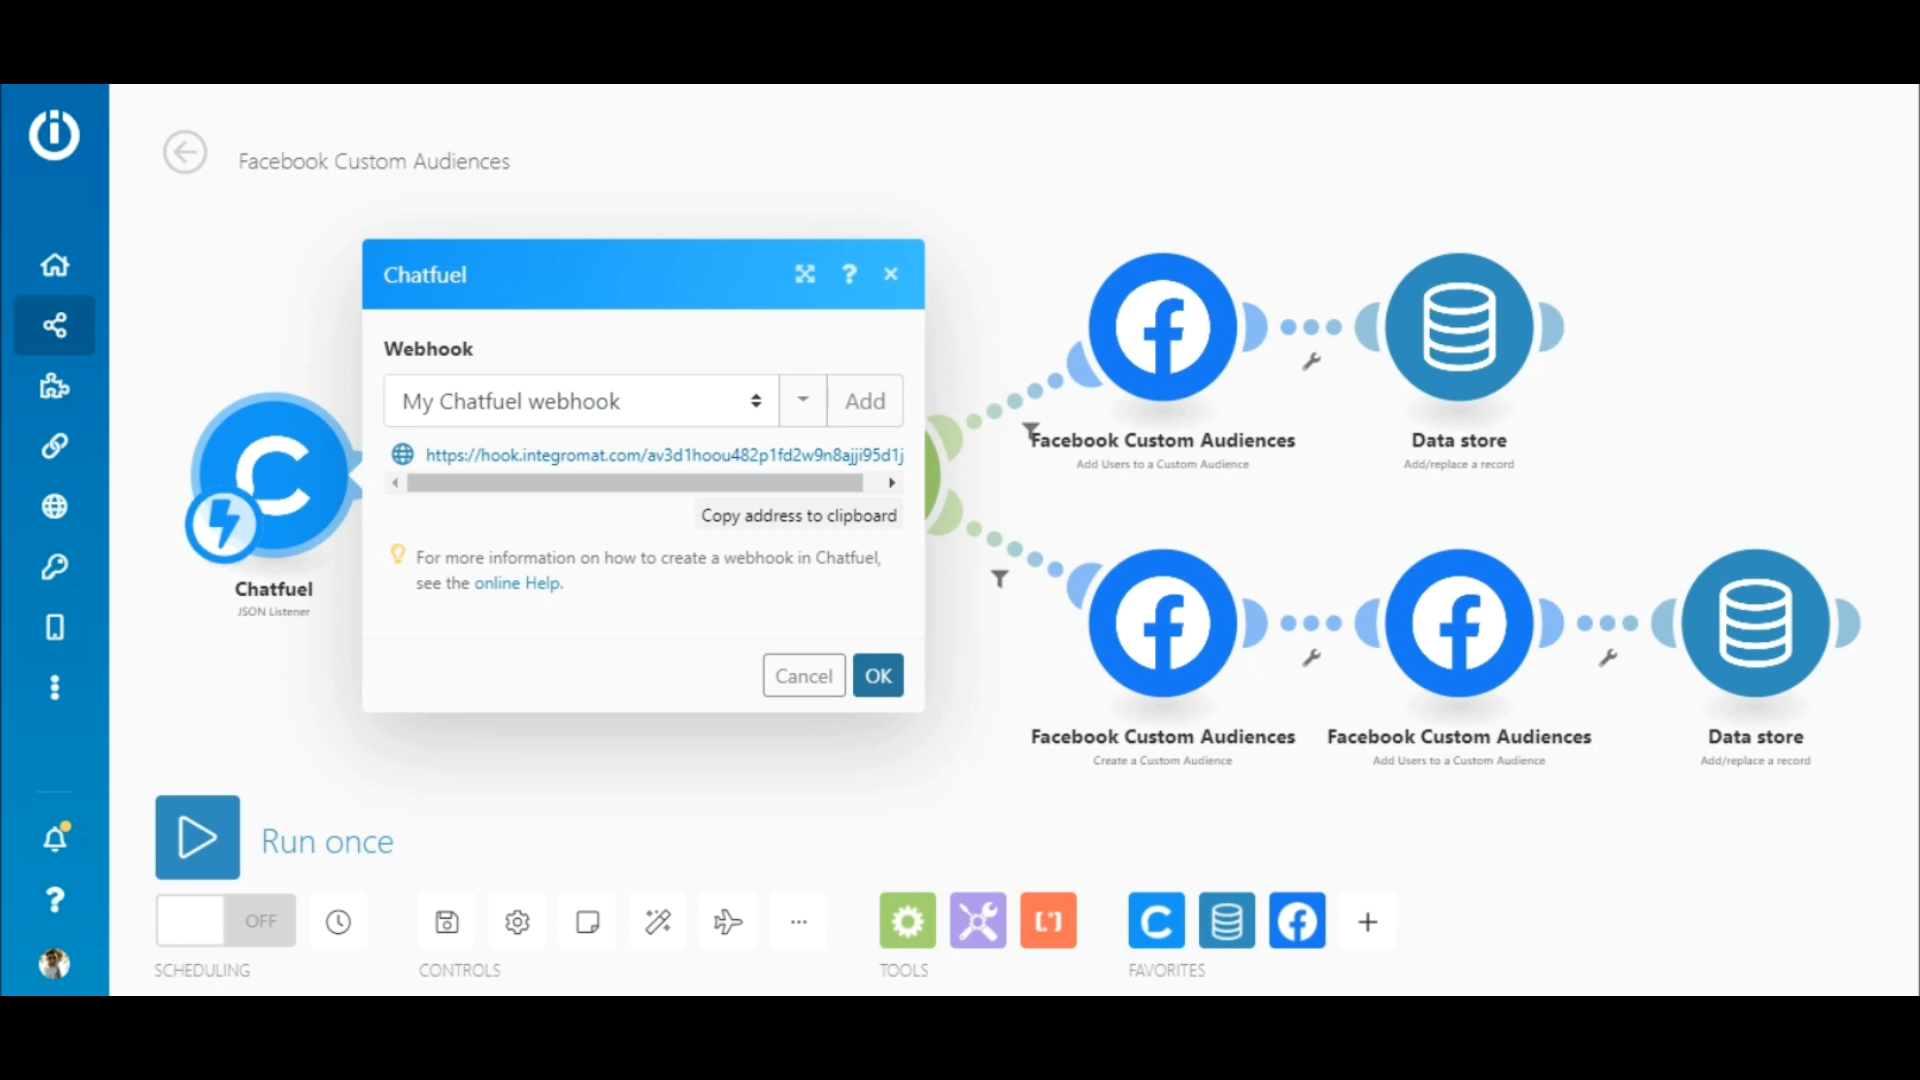 Facebook Custom Audiences
Chatfuel
Webhook
My Chatfuel webhook
Add
https://hook.integromat.com/av3d1hoou482p1fd2w9n8ajji95d1j
Copy address to clipboard
For more information on how to create a webhook in Chatfuel,
see the online Help.
Cancel
OK
Chatfuel
JSON Listener
Facebook Custom Audiences
Add Users to a Custom Audience
Data store
Add/replace a record
Facebook Custom Audiences
Create a Custom Audience
Facebook Custom Audiences
Add Users to a Custom Audience
Data store
Add/replace a record
Run once
OFF
SCHEDULING
CONTROLS
TOOLS
FAVORITES